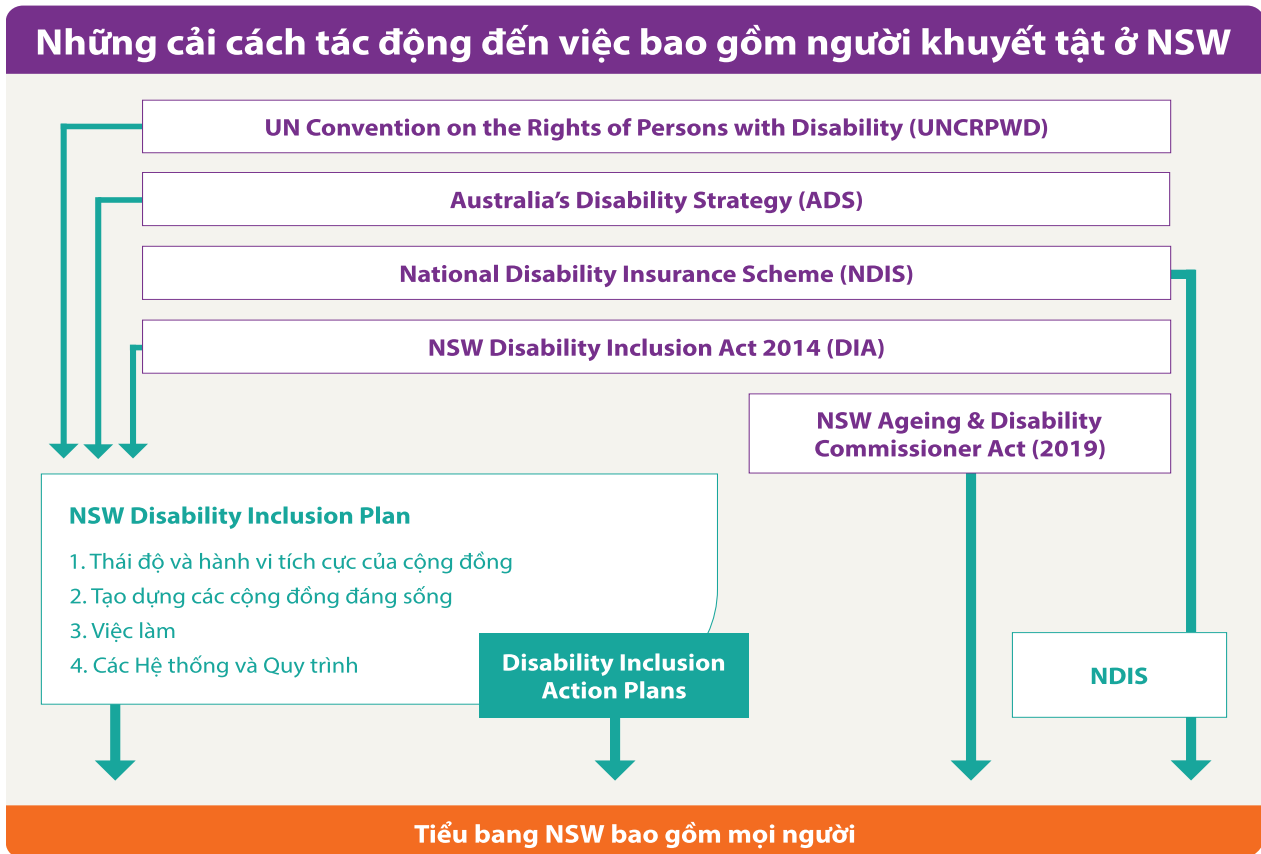 Những cải cách tác động đến việc bao gồm người khuyết tật ở NSW
UN Convention on the Rights of Persons with Disability (UNCRPWD)
Australia’s Disability Strategy (ADS)
National Disability Insurance Scheme (NDIS)
NSW Disability Inclusion Act 2014 (DIA)
NSW Ageing & Disability
Commissioner Act (2019)
NSW Disability Inclusion Plan
1. Thái độ và hành vi tích cực của cộng đồng
2. Tạo dựng các cộng đồng đáng sống
3. Việc làm
4. Các Hệ thống và Quy trình
Disability Inclusion
Action Plans
NDIS
Tiểu bang NSW bao gồm mọi người